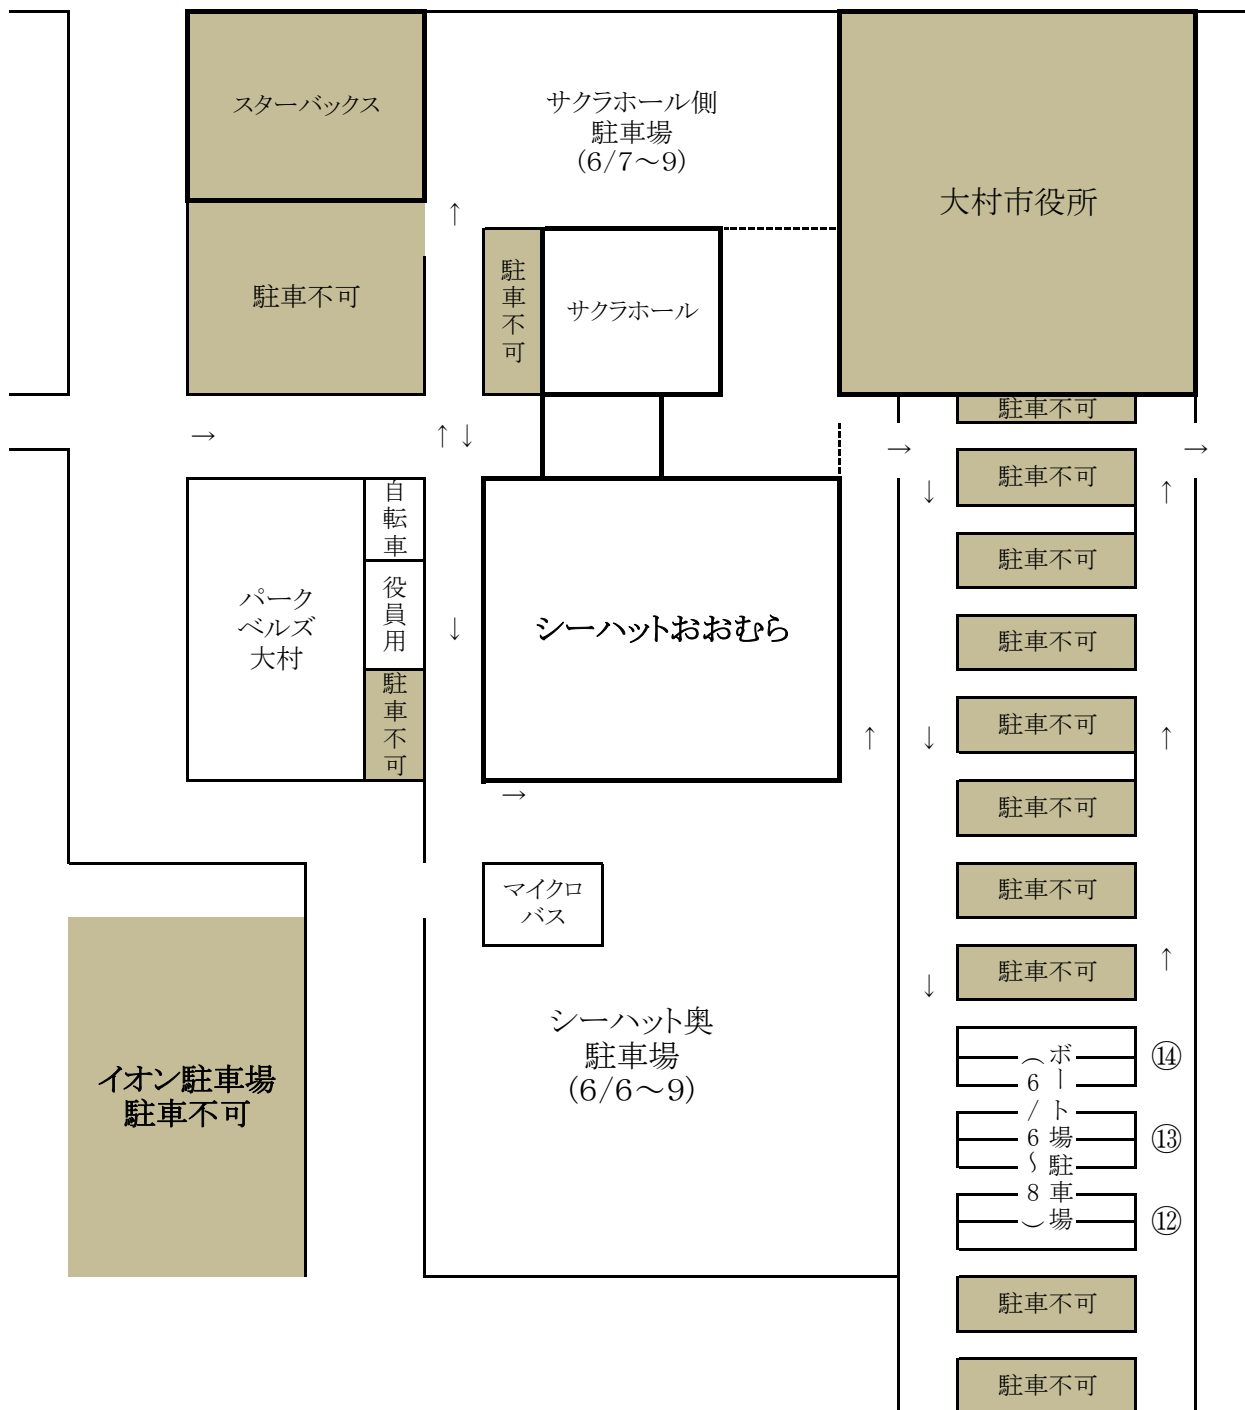 スターバックス
サクラホール側
駐車場
(6/7～9)
大村市役所
↑
駐車不可
駐車不可
サクラホール
駐車不可
→
↑↓
→
→
駐車不可
↓
↑
自転車
駐車不可
パーク
ベルズ
大村
役員用
↓
シーハットおおむら
駐車不可
駐車不可
駐車不可
↑
↓
↑
→
駐車不可
マイクロ
バス
駐車不可
駐車不可
↓
↑
シーハット奥
駐車場
(6/6～9)
イオン駐車場
駐車不可
ボート場駐車場
(6/6～8)
⑭
⑬
⑫
駐車不可
駐車不可